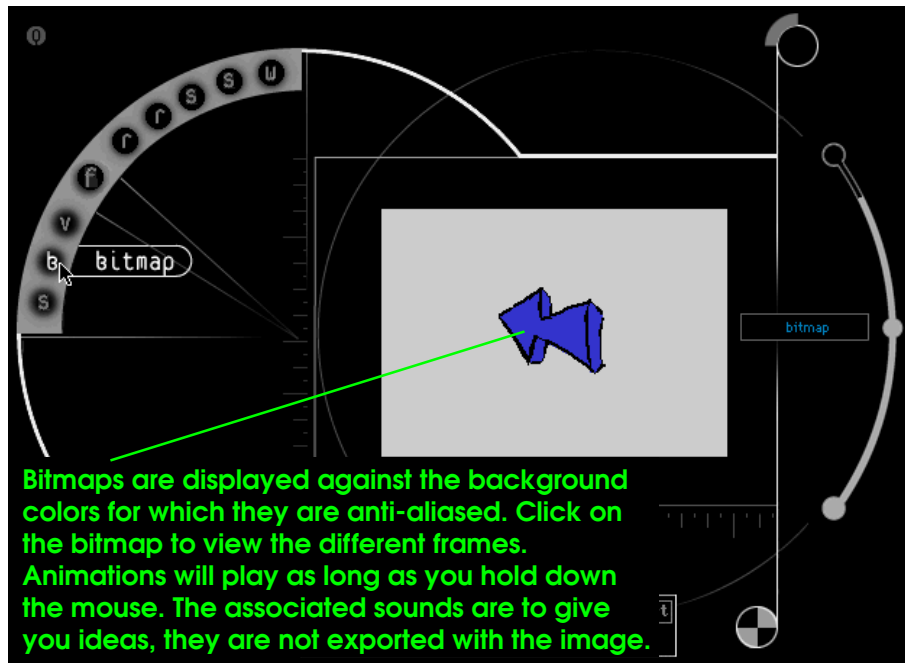 Q
w
s
s
r
r
f
v
b bitmap
s
bitmap
Bitmaps are displayed against the background
colors for which they are anti-aliased. Click on
the bitmap to view the different frames.
Animations will play as long as you hold down
the mouse. The associated sounds are to give
you ideas, they are not exported with the image.
t